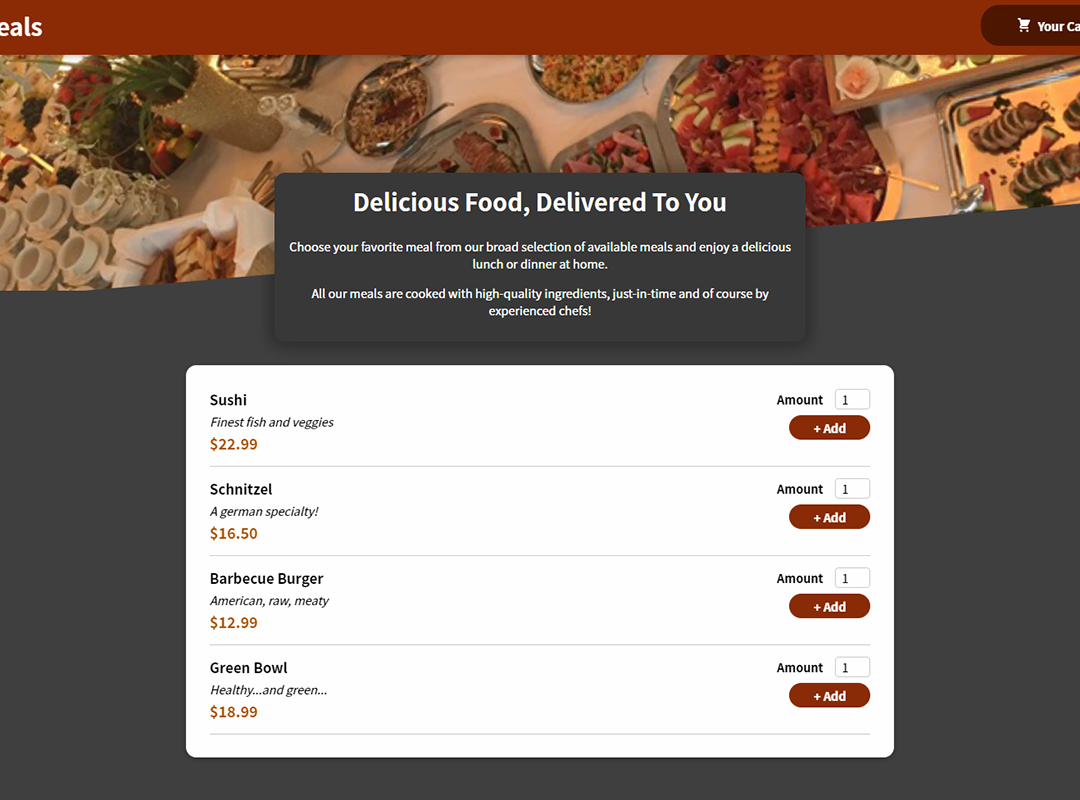 eals
Your Ca
Delicious Food, Delivered To You
Choose your favorite meal from our broad selection of available meals and enjoy a delicious
lunch or dinner at home.
All our meals are cooked with high-quality ingredients, just-in-time and of course by
experienced chefs!
Sushi
Finest fish and veggies
$22.99
Amount 1
+ Add
Schnitzel
A german specialty!
$16.50
Amount 1
+ Add
Barbecue Burger
American, raw, meaty
$12.99
Amount 1
+ Add
Green Bowl
Healthy...and green...
$18.99
Amount 1
+ Add